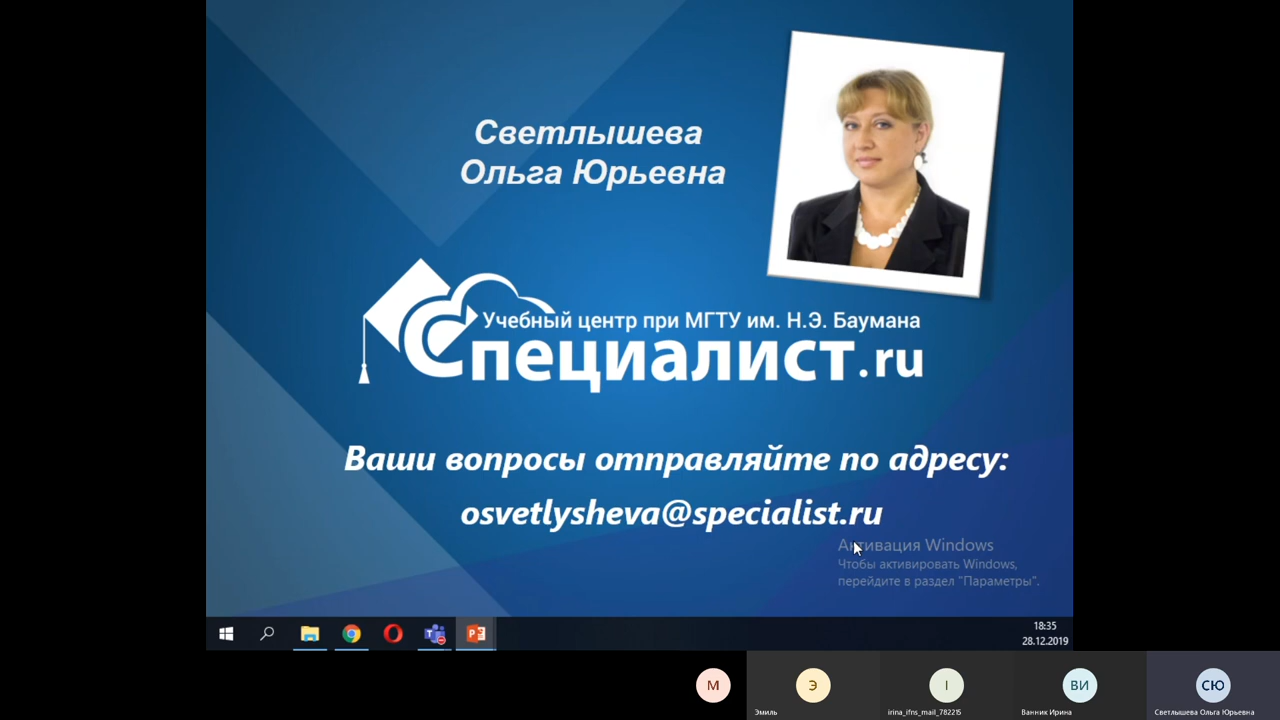 Светлышева
Ольга Юрьевна
Учебный центр при МГТУ им. Н.Э. Баумана
Специалист.ru
Ваши вопросы отправляйте по адресу:
osvetlysheva@specialist.ru
Активация Windows
Чтобы активировать Windows,
перейдите в раздел "Параметры".
18:35
28.12.2019
М
Э
I
ВИ
СЮ
Эмиль
irina_ifns_mail_782215
Ванник Ирина
Светлышева Ольга Юрьевна